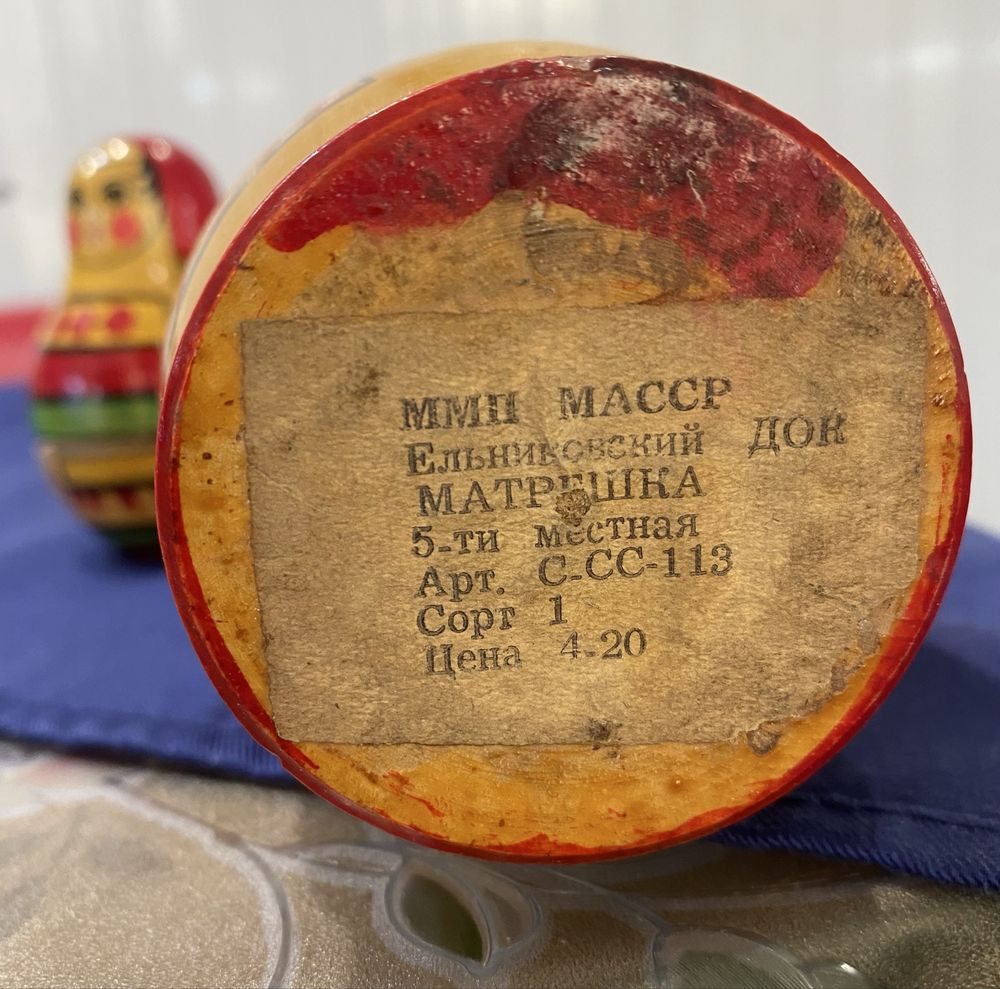 ММП МАССР
Ельниковский ДОК
МАТРЕШКА
5-ти местная
Арт. С-СС-113
Сорт 1
Цена 4-20